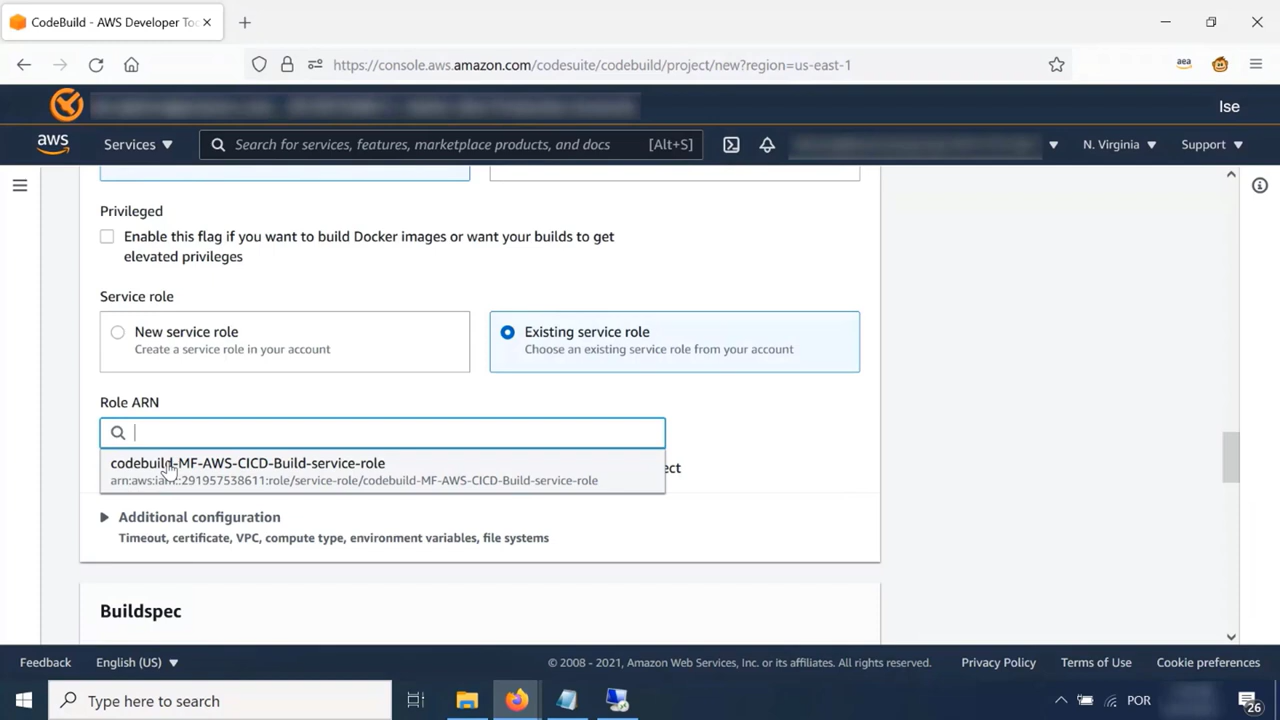 CodeBuild - AWS Developer Too
https://console.aws.amazon.com/codesuite/codebuild/project/new?region=us-east-1
aea
Ise
aws
Services
Search for services, features, marketplace products, and docs
[Alt+S]
N. Virginia
Support
Privileged
Enable this flag if you want to build Docker images or want your builds to get
elevated privileges
Service role
New service role
Create a service role in your account
Existing service role
Choose an existing service role from your account
Role ARN
codebuild-MF-AWS-CICD-Build-service-role
arn:aws:iam::291957538611:role/service-role/codebuild-MF-AWS-CICD-Build-service-role
ect
Additional configuration
Timeout, certificate, VPC, compute type, environment variables, file systems
Buildspec
Feedback
English (US)
© 2008 - 2021, Amazon Web Services, Inc. or its affiliates. All rights reserved.
Privacy Policy
Terms of Use
Cookie preferences
Type here to search
POR
26